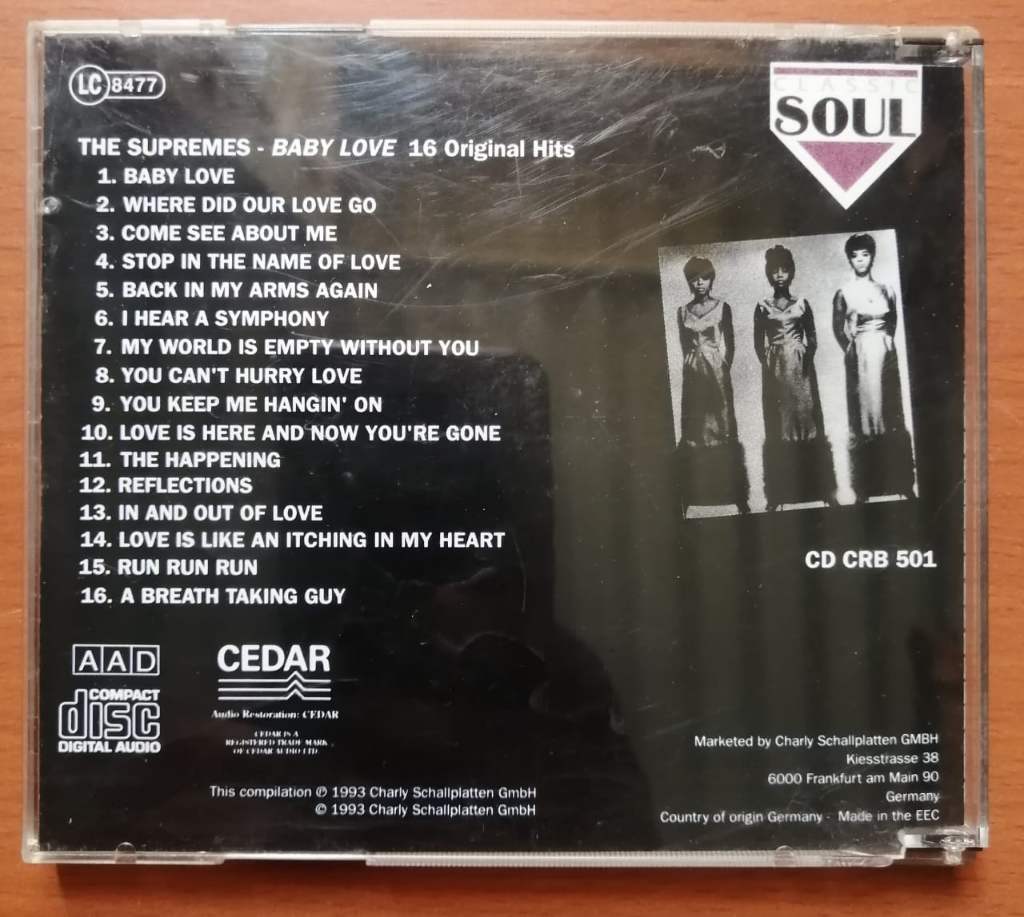 LC 8477
CLASSIC
SOUL
THE SUPREMES - BABY LOVE 16 Original Hits
1. BABY LOVE
2. WHERE DID OUR LOVE GO
3. COME SEE ABOUT ME
4. STOP IN THE NAME OF LOVE
5. BACK IN MY ARMS AGAIN
6. I HEAR A SYMPHONY
7. MY WORLD IS EMPTY WITHOUT YOU
8. YOU CAN'T HURRY LOVE
9. YOU KEEP ME HANGIN' ON
10. LOVE IS HERE AND NOW YOU'RE GONE
11. THE HAPPENING
12. REFLECTIONS
13. IN AND OUT OF LOVE
14. LOVE IS LIKE AN ITCHING IN MY HEART
15. RUN RUN RUN
16. A BREATH TAKING GUY
CD CRB 501
AAD
COMPACT
disc
DIGITAL AUDIO
CEDAR
Audio Restoration: CEDAR
CEDAR IS A
REGISTERED TRADE MARK
OF CEDAR AUDIO LTD
This compilation ℗ 1993 Charly Schallplatten GmbH
© 1993 Charly Schallplatten GmbH
Marketed by Charly Schallplatten GMBH
Kiesstrasse 38
6000 Frankfurt am Main 90
Germany
Country of origin Germany - Made in the EEC